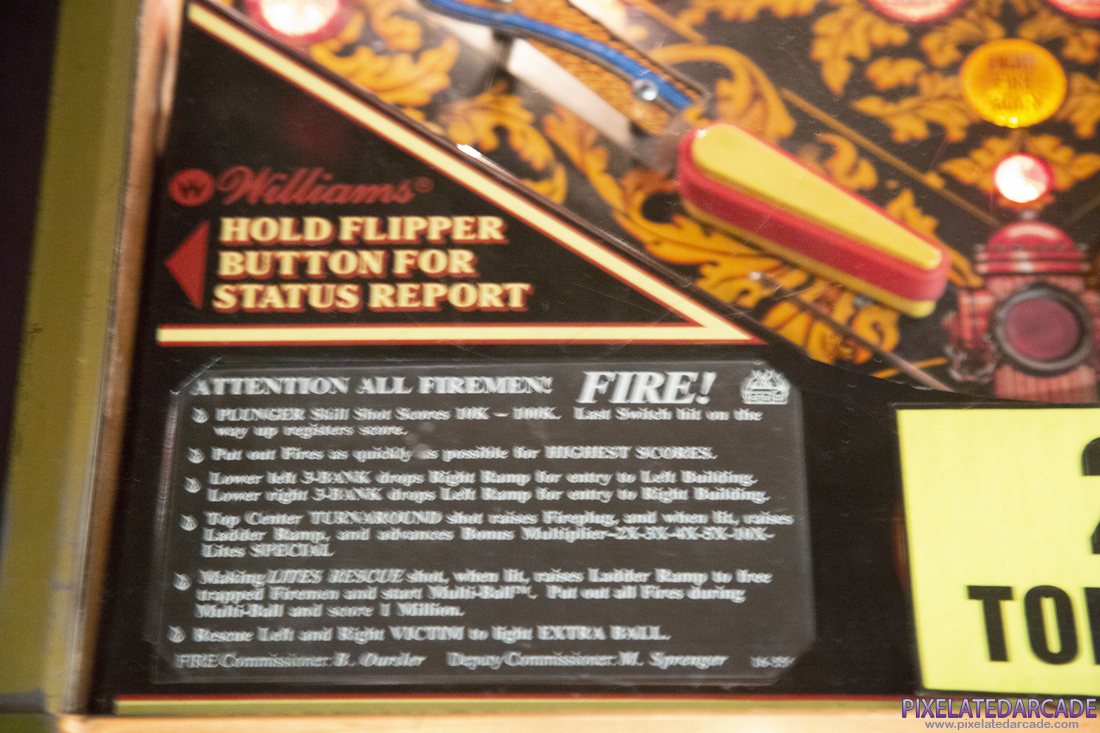 Williams®
HOLD FLIPPER
BUTTON FOR
STATUS REPORT
ATTENTION ALL FIREMEN! FIRE!
PLUNGER Skill Shot Scores 10K – 100K. Last Switch hit on the
way up registers score.
Put out Fires as quickly as possible for HIGHEST SCORES.
Lower left 3-BANK drops Right Ramp for entry to Left Building.
Lower right 3-BANK drops Left Ramp for entry to Right Building.
Top Center TURNAROUND shot raises Fireplug, and when lit, raises
Ladder Ramp, and advances Bonus Multiplier-2X-3X-4X-5X-10X-
Lites SPECIAL
Making LITES RESCUE shot, when lit, raises Ladder Ramp to free
trapped Firemen and start Multi-Ball™. Put out all Fires during
Multi-Ball and score 1 Million.
Rescue Left and Right VICTIM to light EXTRA BALL.
FIRE Commissioner: B. Oursler Deputy Commissioner: M. Sprenger
2
TO
PIXELATEDARCADE
www.pixelatedarcade.com